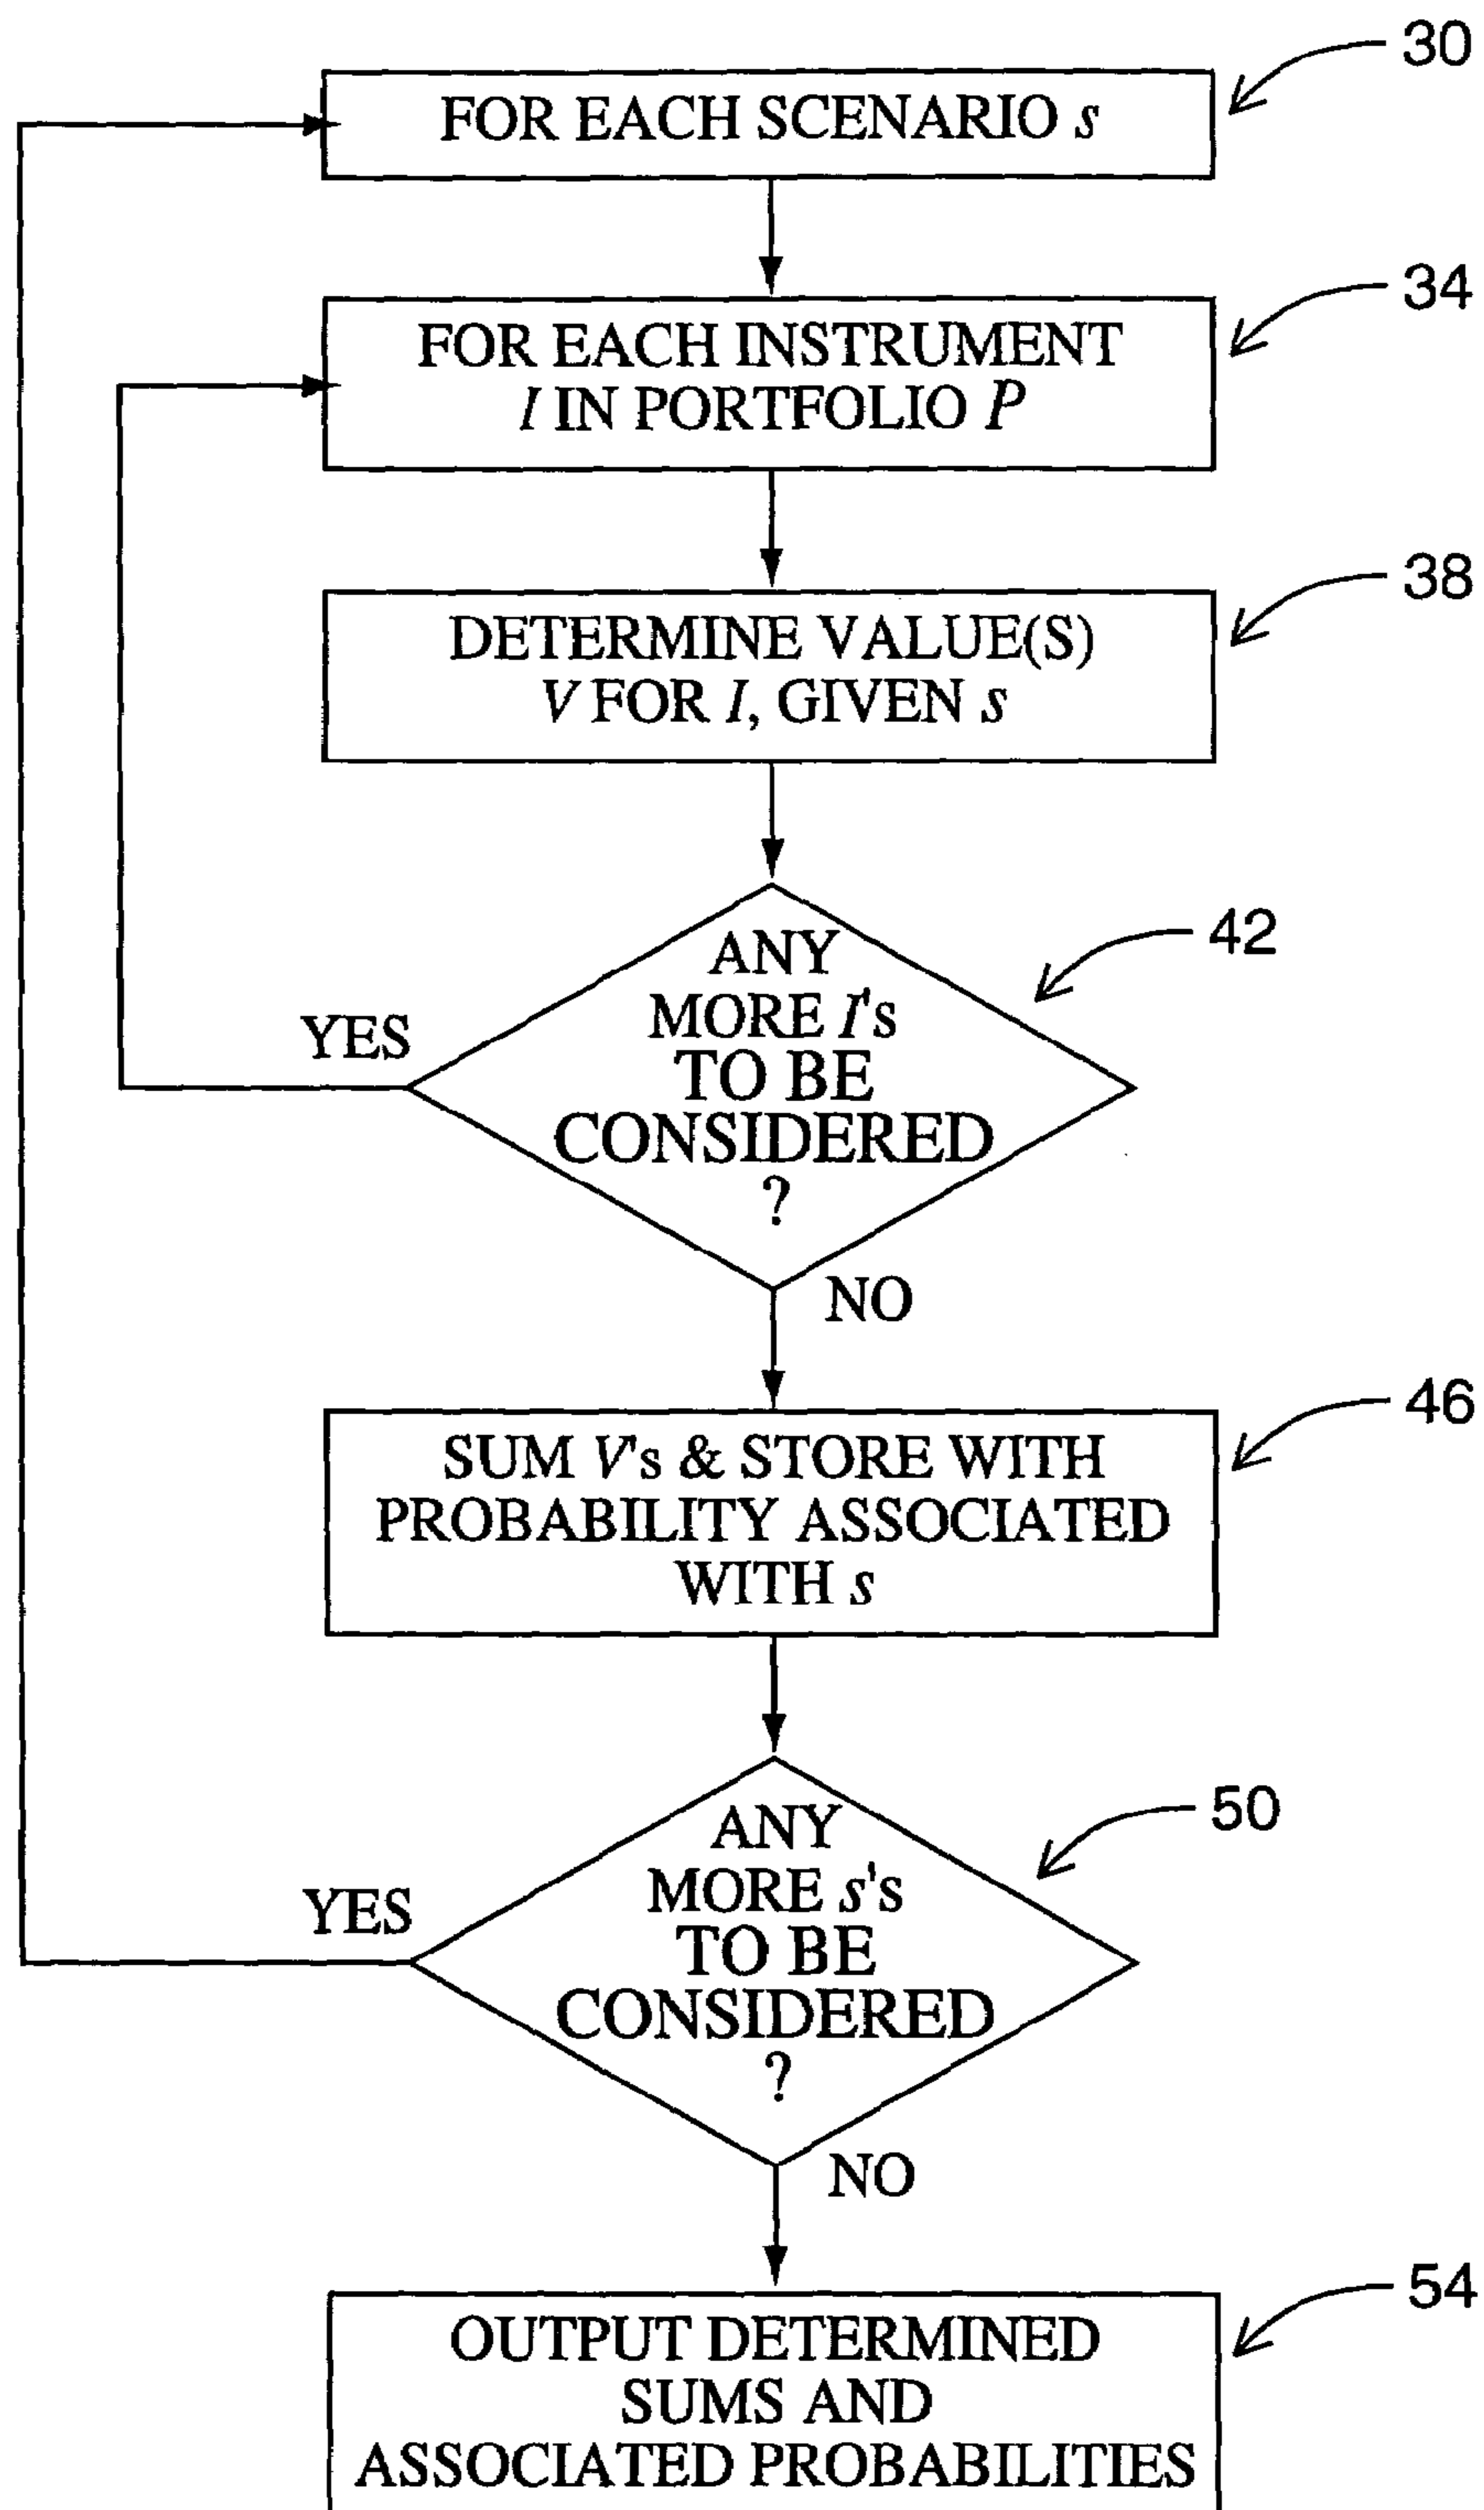 30
FOR EACH SCENARIO s
34
FOR EACH INSTRUMENT
I IN PORTFOLIO P
38
DETERMINE VALUE(S)
V FOR I, GIVEN s
42
ANY
MORE I's
TO BE
CONSIDERED
?
YES
NO
46
SUM V's & STORE WITH
PROBABILITY ASSOCIATED
WITH s
50
ANY
MORE s's
TO BE
CONSIDERED
?
YES
NO
54
OUTPUT DETERMINED
SUMS AND
ASSOCIATED PROBABILITIES